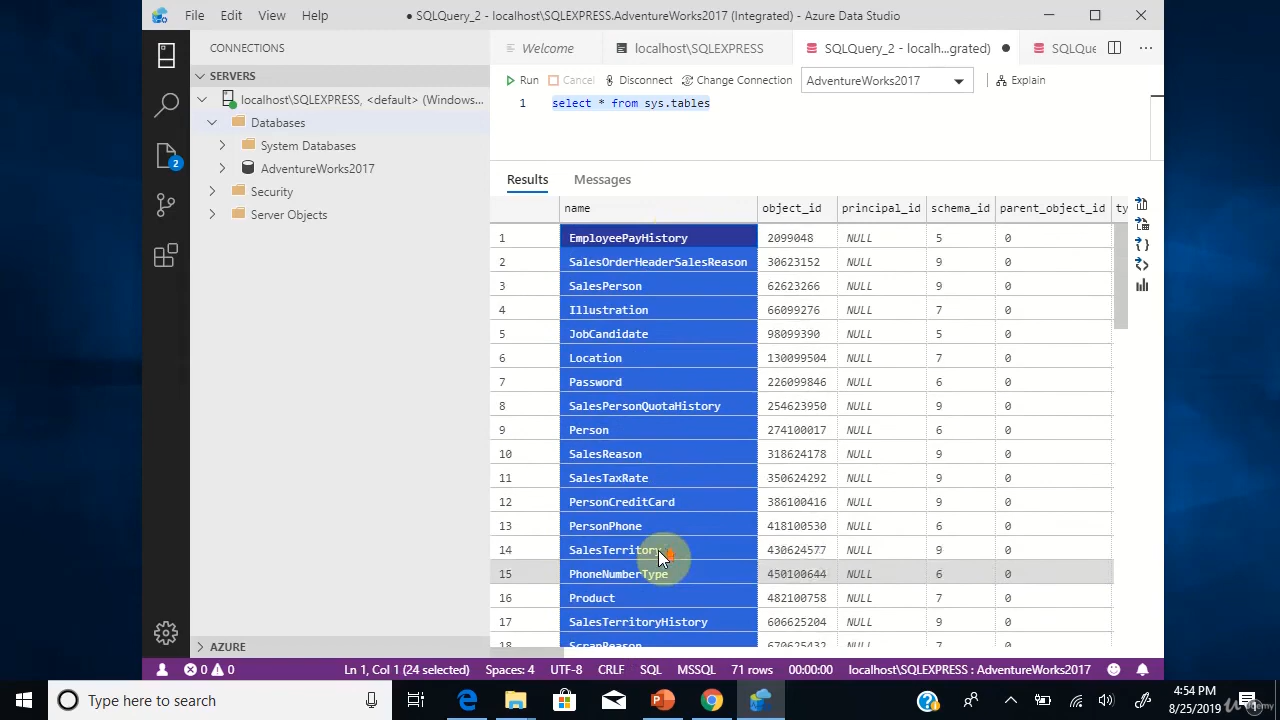 File Edit View Help ● SQLQuery_2 - localhost\SQLEXPRESS.AdventureWorks2017 (Integrated) - Azure Data Studio
CONNECTIONS
SERVERS
localhost\SQLEXPRESS, <default> (Windows...
Databases
System Databases
AdventureWorks2017
Security
Server Objects
AZURE
2
Welcome localhost\SQLEXPRESS SQLQuery_2 - localh...grated) ● SQLQue
Run Cancel Disconnect Change Connection AdventureWorks2017 Explain
1 select * from sys.tables
Results Messages
name object_id principal_id schema_id parent_object_id ty
1 EmployeePayHistory 2099048 NULL 5 0
2 SalesOrderHeaderSalesReason 30623152 NULL 9 0
3 SalesPerson 62623266 NULL 9 0
4 Illustration 66099276 NULL 7 0
5 JobCandidate 98099390 NULL 5 0
6 Location 130099504 NULL 7 0
7 Password 226099846 NULL 6 0
8 SalesPersonQuotaHistory 254623950 NULL 9 0
9 Person 274100017 NULL 6 0
10 SalesReason 318624178 NULL 9 0
11 SalesTaxRate 350624292 NULL 9 0
12 PersonCreditCard 386100416 NULL 9 0
13 PersonPhone 418100530 NULL 6 0
14 SalesTerritory 430624577 NULL 9 0
15 PhoneNumberType 450100644 NULL 6 0
16 Product 482100758 NULL 7 0
17 SalesTerritoryHistory 606625204 NULL 9 0
18 ScrapReason 670625432 NULL 7 0
0 0 Ln 1, Col 1 (24 selected) Spaces: 4 UTF-8 CRLF SQL MSSQL 71 rows 00:00:00 localhost\SQLEXPRESS : AdventureWorks2017
Type here to search
4:54 PM
8/25/2019